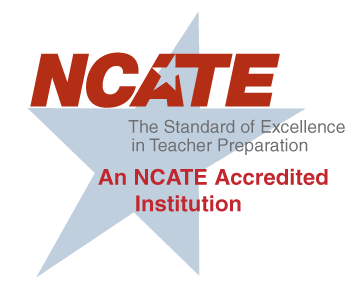 NCATE
The Standard of Excellence
in Teacher Preparation
An NCATE Accredited
Institution